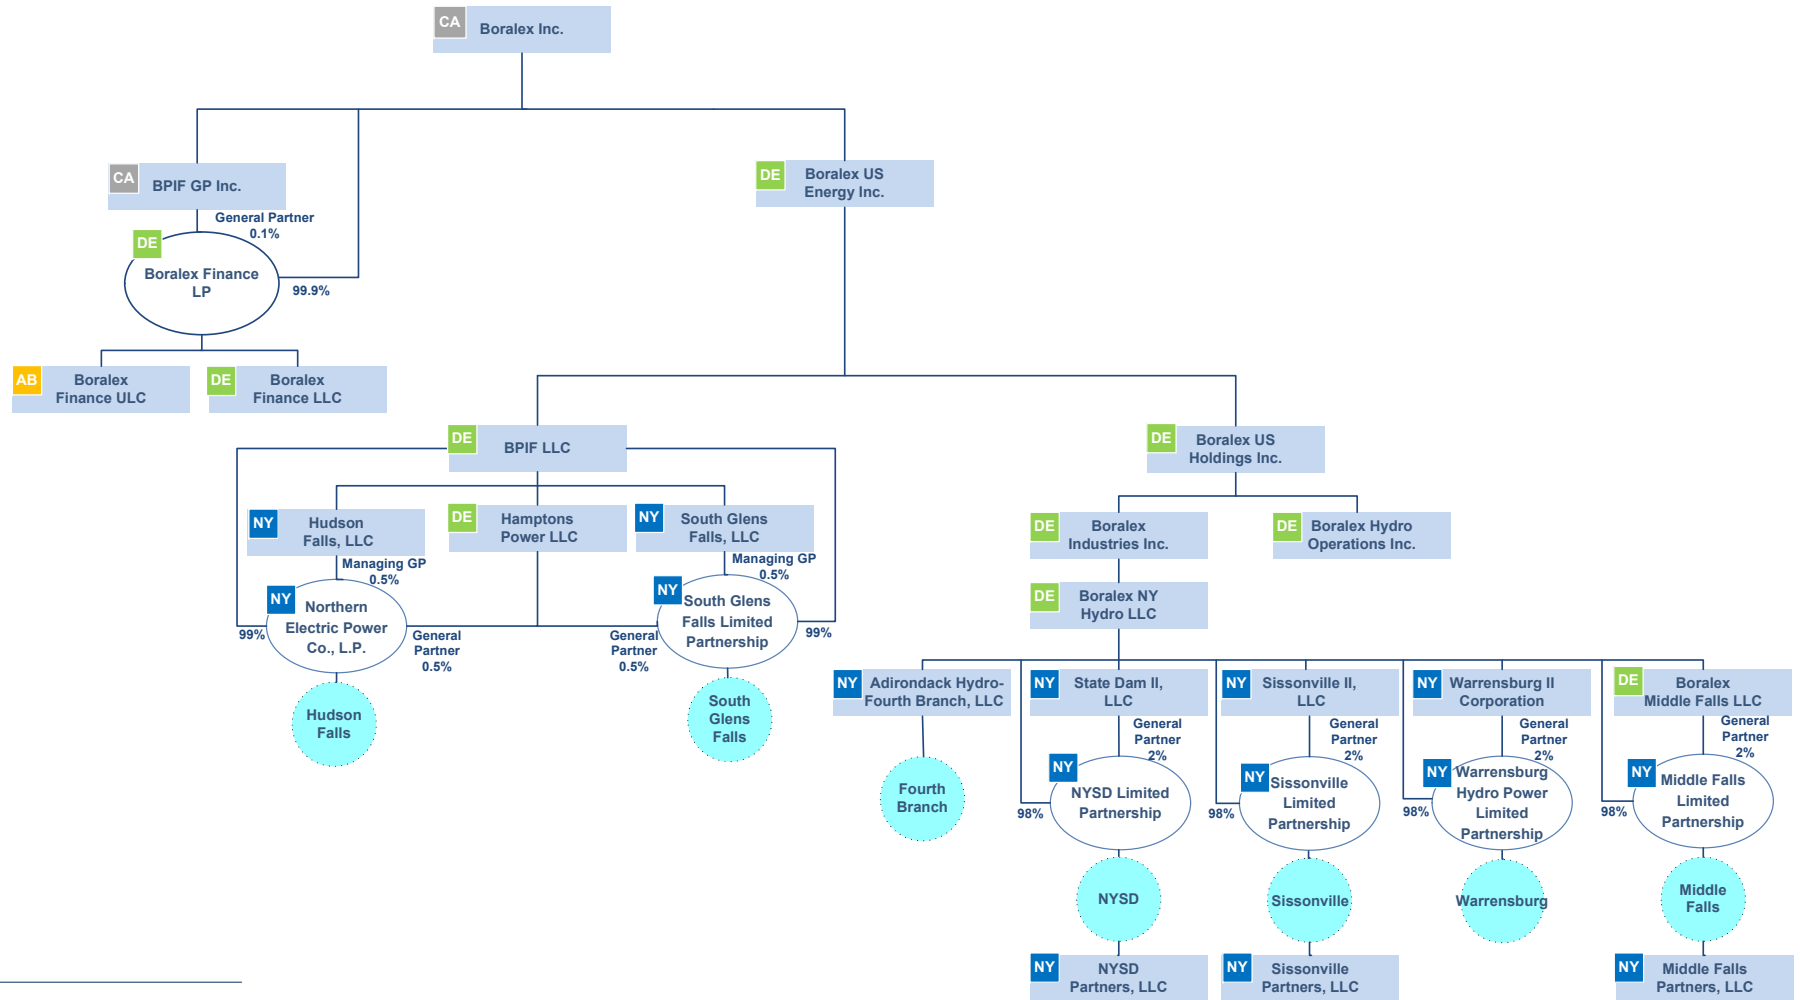 CA
Boralex Inc.
CA
BPIF GP Inc.
General Partner
0.1%
DE
Boralex Finance
LP
99.9%
AB
Boralex
Finance ULC
DE
Boralex
Finance LLC
DE
Boralex US
Energy Inc.
DE
BPIF LLC
DE
Boralex US
Holdings Inc.
NY
Hudson
Falls, LLC
DE
Hamptons
Power LLC
NY
South Glens
Falls, LLC
Managing GP
0.5%
Managing GP
0.5%
NY
Northern
Electric Power
Co., L.P.
99%
General
Partner
0.5%
General
Partner
0.5%
NY
South Glens
Falls Limited
Partnership
99%
Hudson
Falls
South
Glens
Falls
DE
Boralex
Industries Inc.
DE
Boralex Hydro
Operations Inc.
DE
Boralex NY
Hydro LLC
NY
Adirondack Hydro-
Fourth Branch, LLC
NY
State Dam II,
LLC
NY
Sissonville II,
LLC
NY
Warrensburg II
Corporation
DE
Boralex
Middle Falls LLC
General
Partner
2%
General
Partner
2%
General
Partner
2%
General
Partner
2%
Fourth
Branch
98%
NY
NYSD Limited
Partnership
98%
NY
Sissonville
Limited
Partnership
98%
NY
Warrensburg
Hydro Power
Limited
Partnership
98%
NY
Middle Falls
Limited
Partnership
NYSD
Sissonville
Warrensburg
Middle
Falls
NY
NYSD
Partners, LLC
NY
Sissonville
Partners, LLC
NY
Middle Falls
Partners, LLC